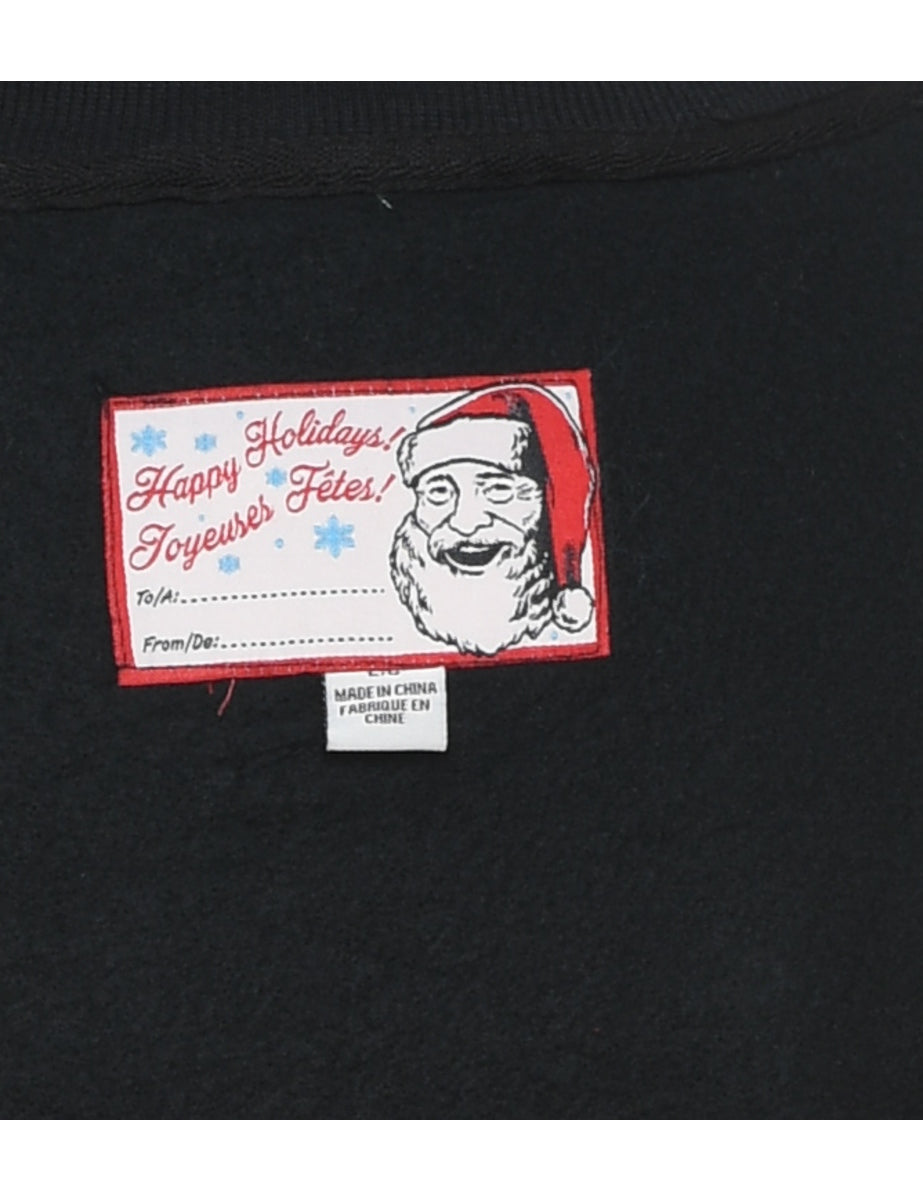 Happy Holidays!
Joyeuses Fêtes!
To/A:
From/De:
MADE IN CHINA
FABRIQUE EN
CHINE